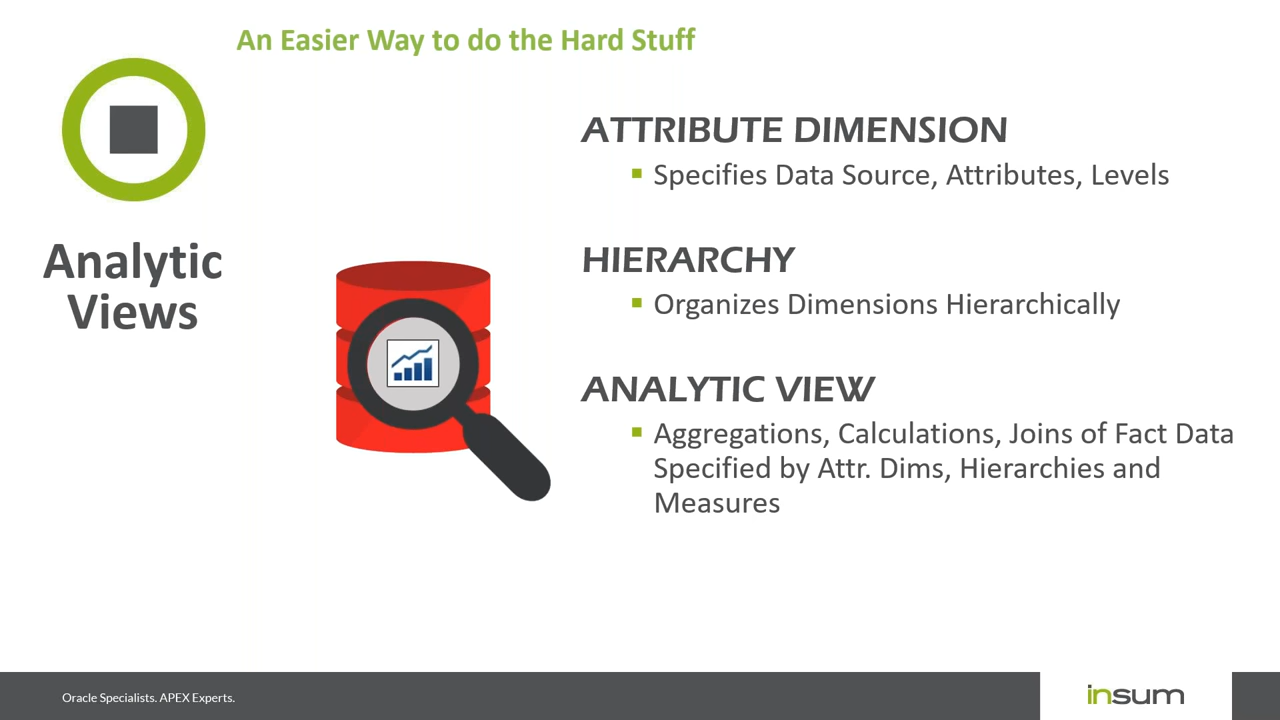 An Easier Way to do the Hard Stuff
Analytic
Views
ATTRIBUTE DIMENSION
Specifies Data Source, Attributes, Levels
HIERARCHY
Organizes Dimensions Hierarchically
ANALYTIC VIEW
Aggregations, Calculations, Joins of Fact Data
Specified by Attr. Dims, Hierarchies and
Measures
Oracle Specialists. APEX Experts.
insum